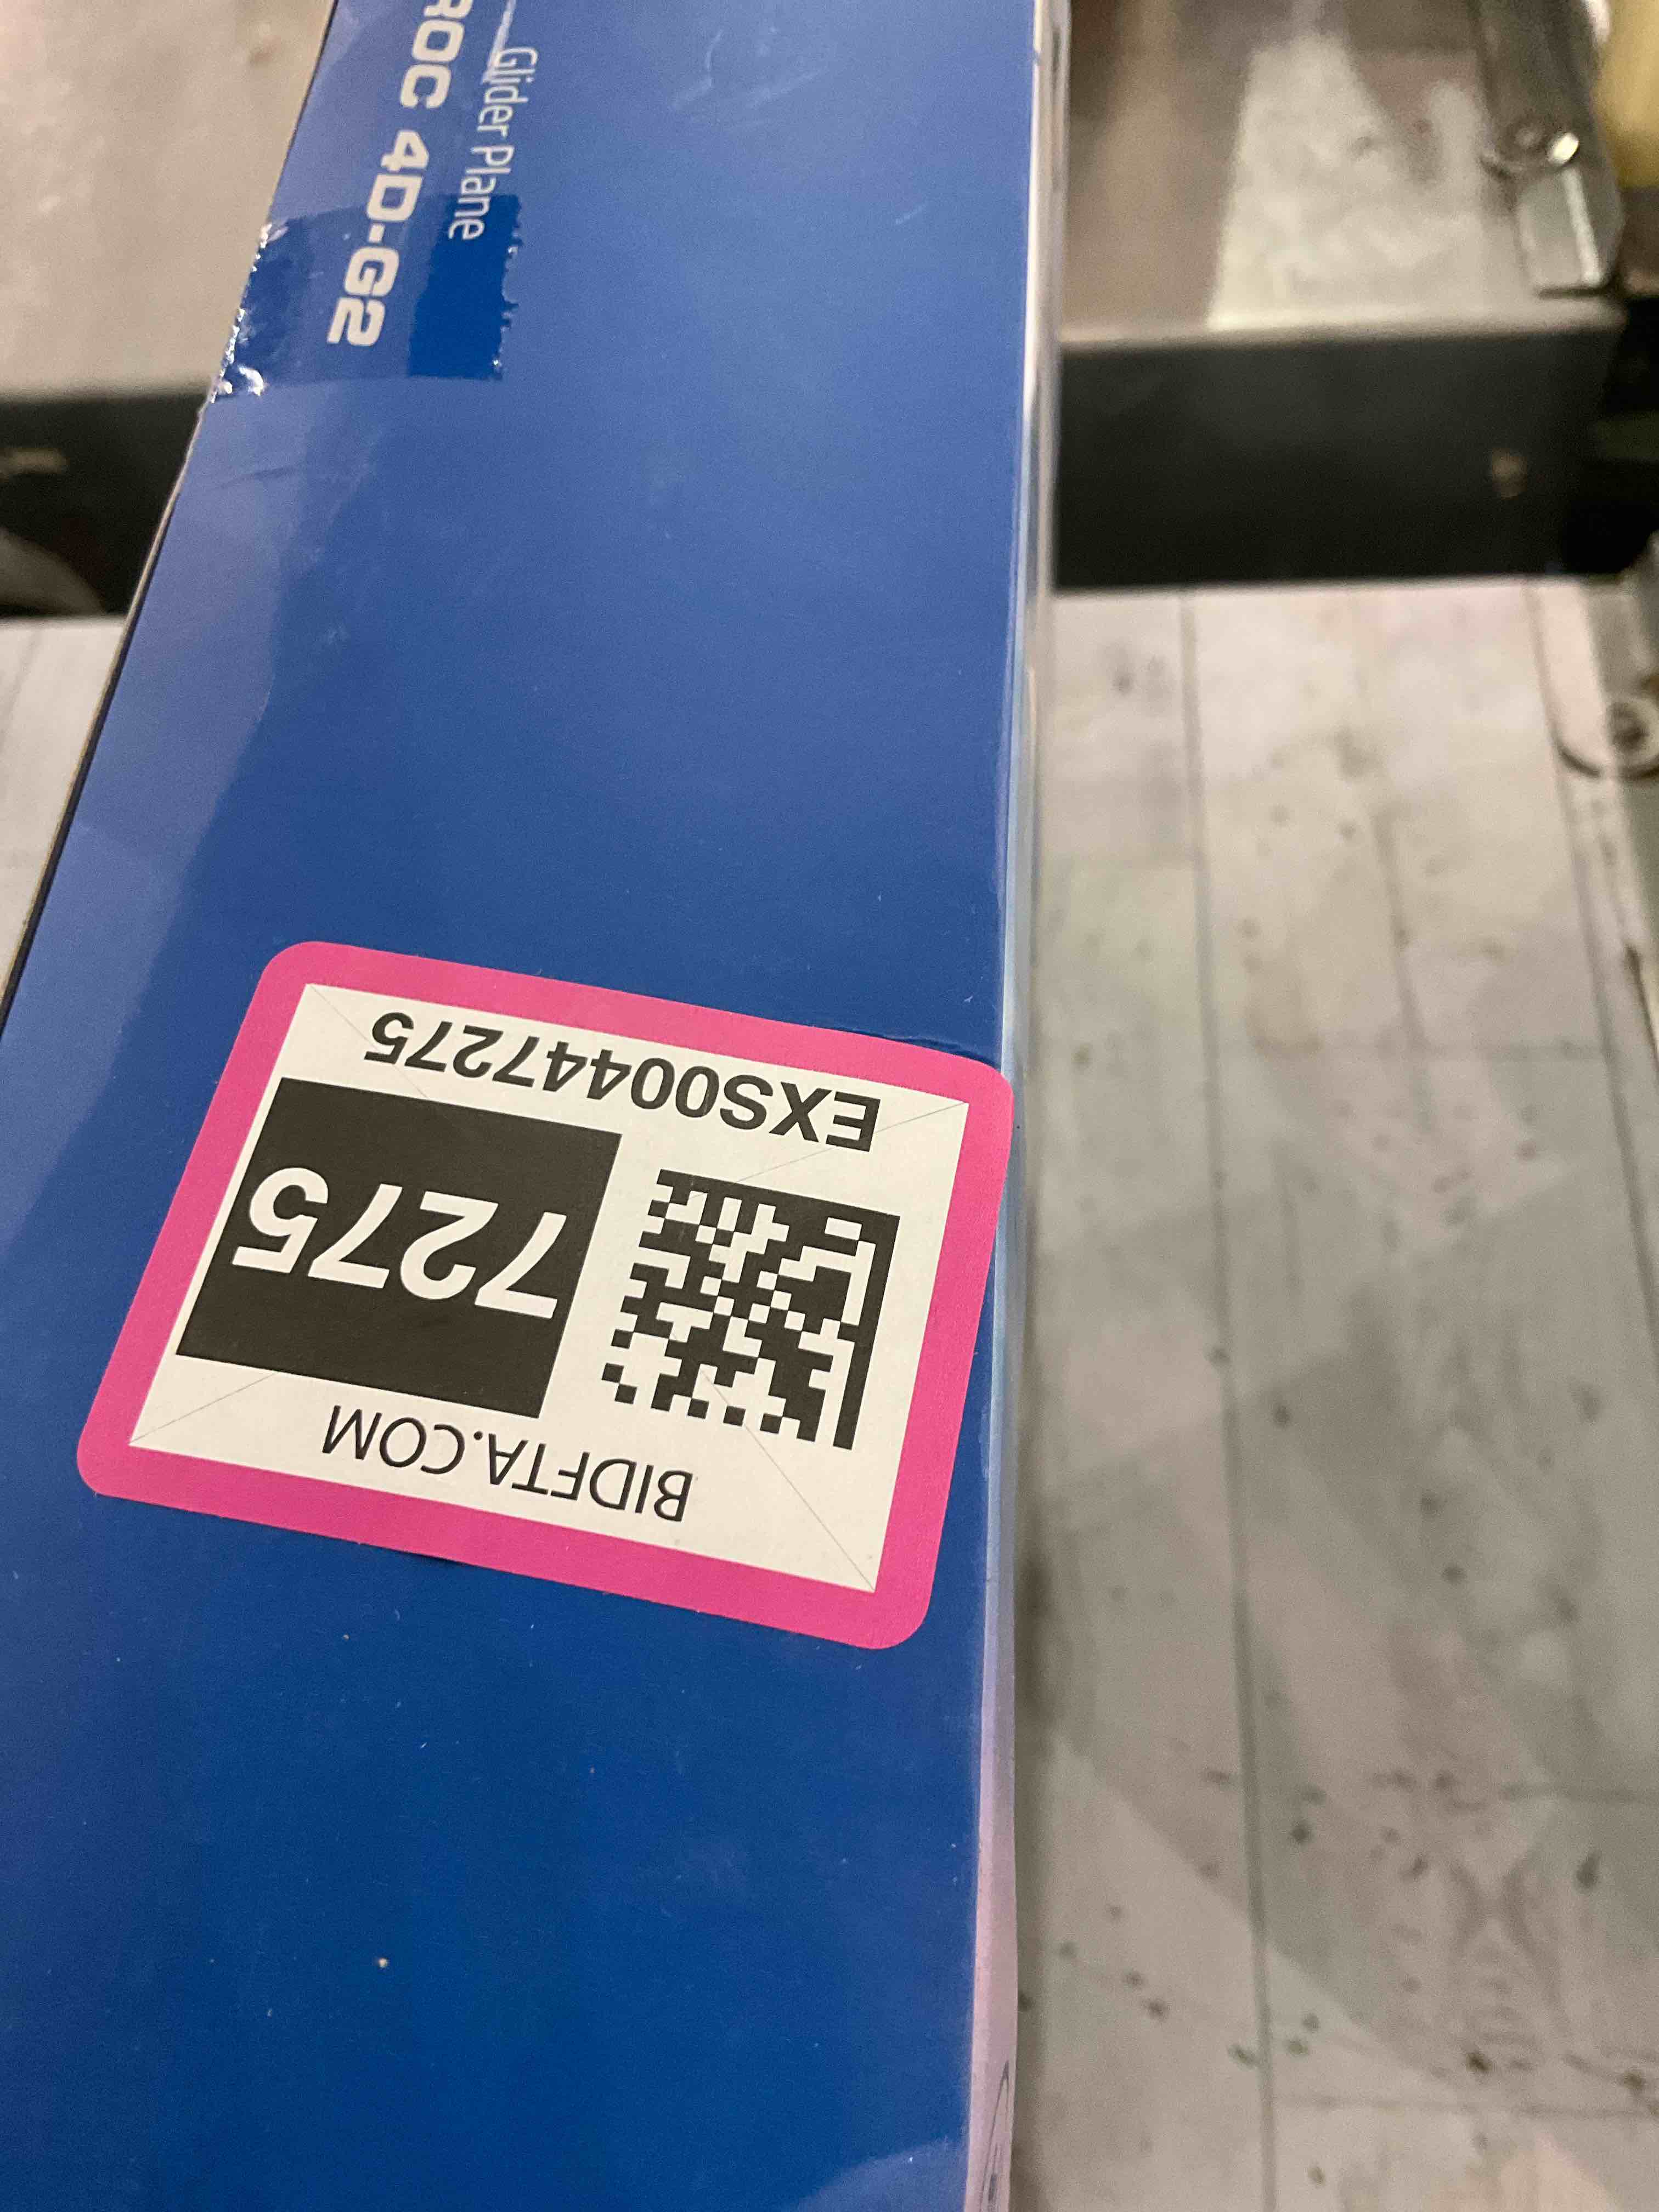 Glider Plane
ROC 4D-G2
BIDFTA.COM
7275
EXS00447275